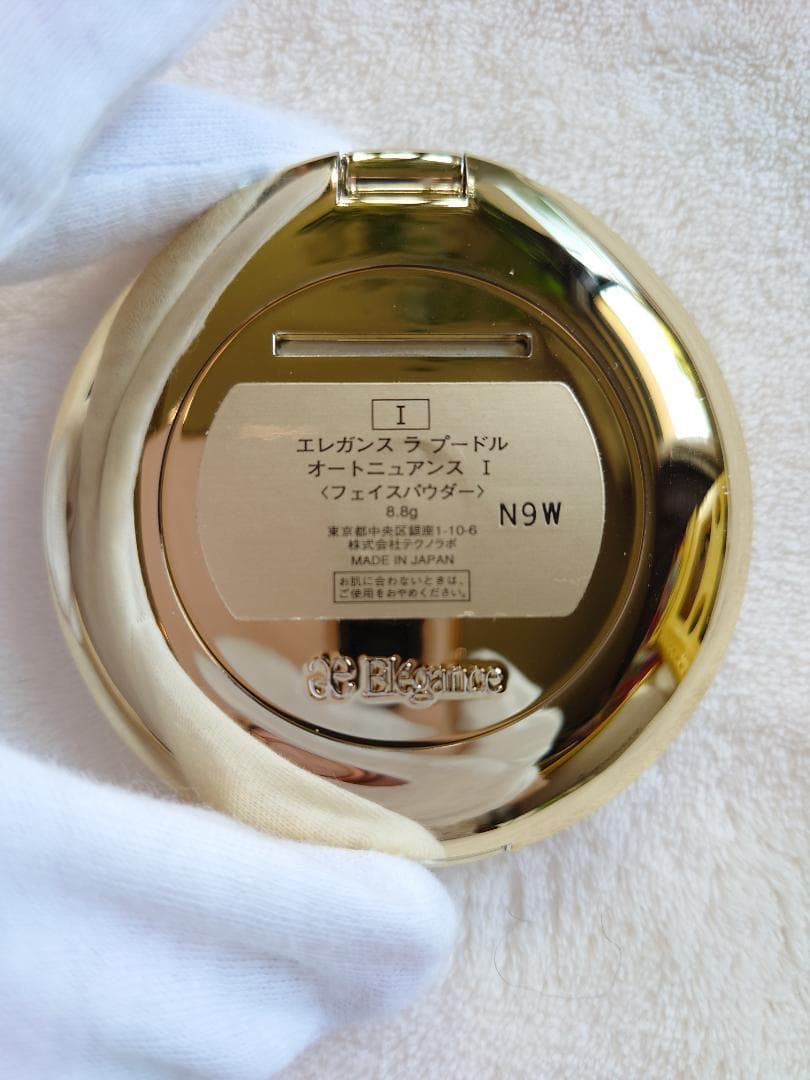 I
エレガンス ラ プードル
オートニュアンス I
〈フェイスパウダー〉
8.8g
N9W
東京都中央区銀座1-10-6
株式会社テクノラボ
MADE IN JAPAN
お肌に合わないときは、
ご使用をおやめください。
Elégance